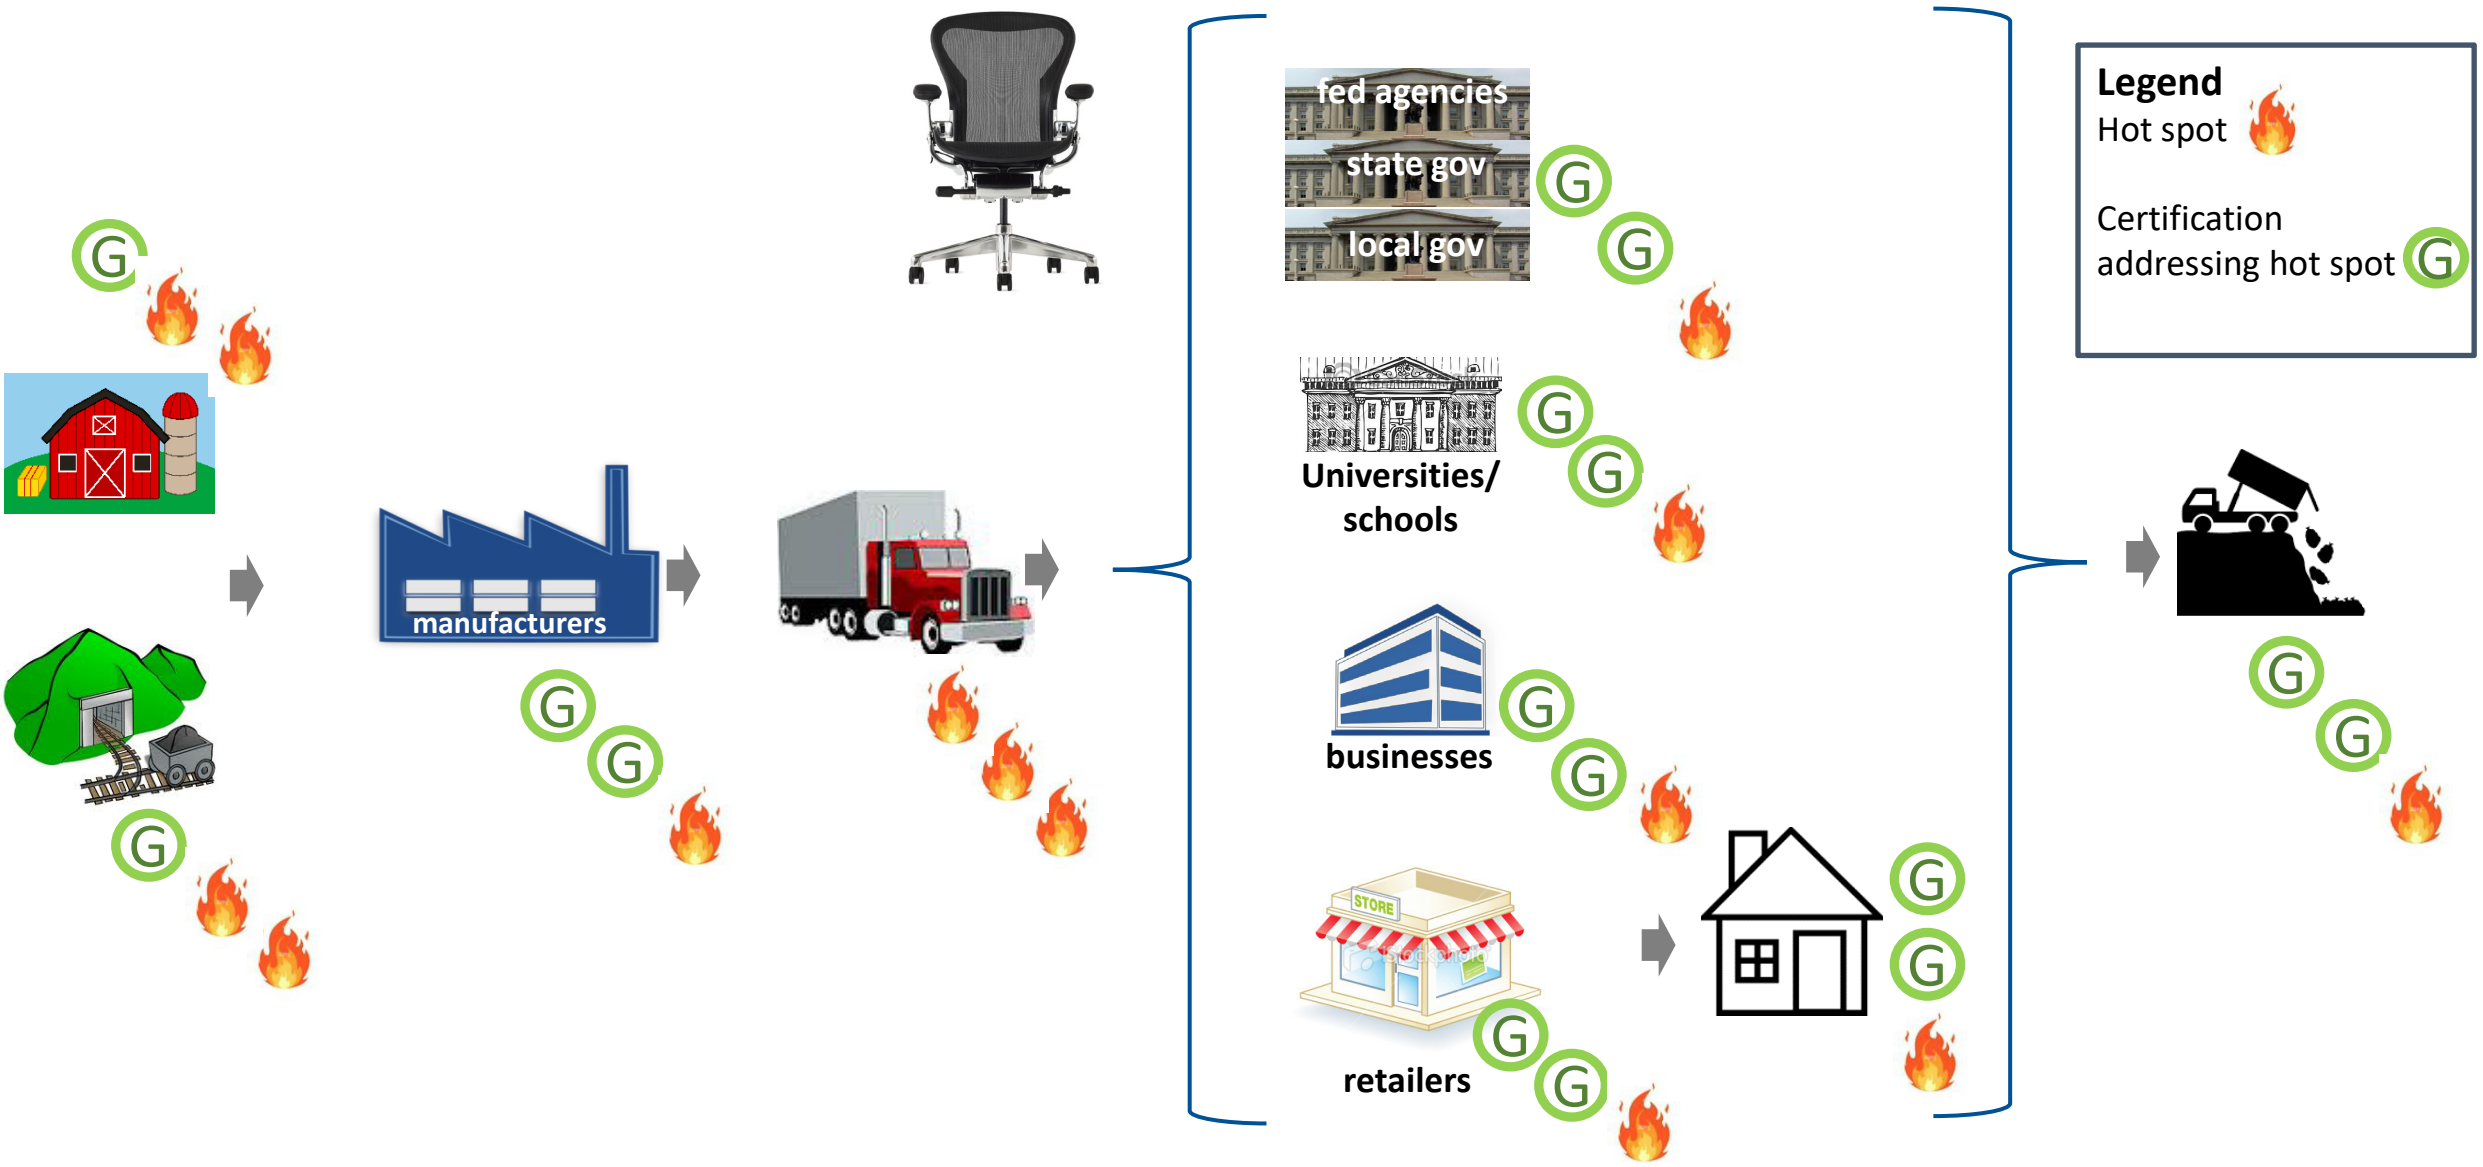 fed agencies
state gov
local gov
Legend
Hot spot
Certification
addressing hot spot G
G
G
G
G
G
Universities/
schools
manufacturers
G
G
G
G
businesses
G
G
G
G
STORE
iStockphoto
G
G
G
G
retailers